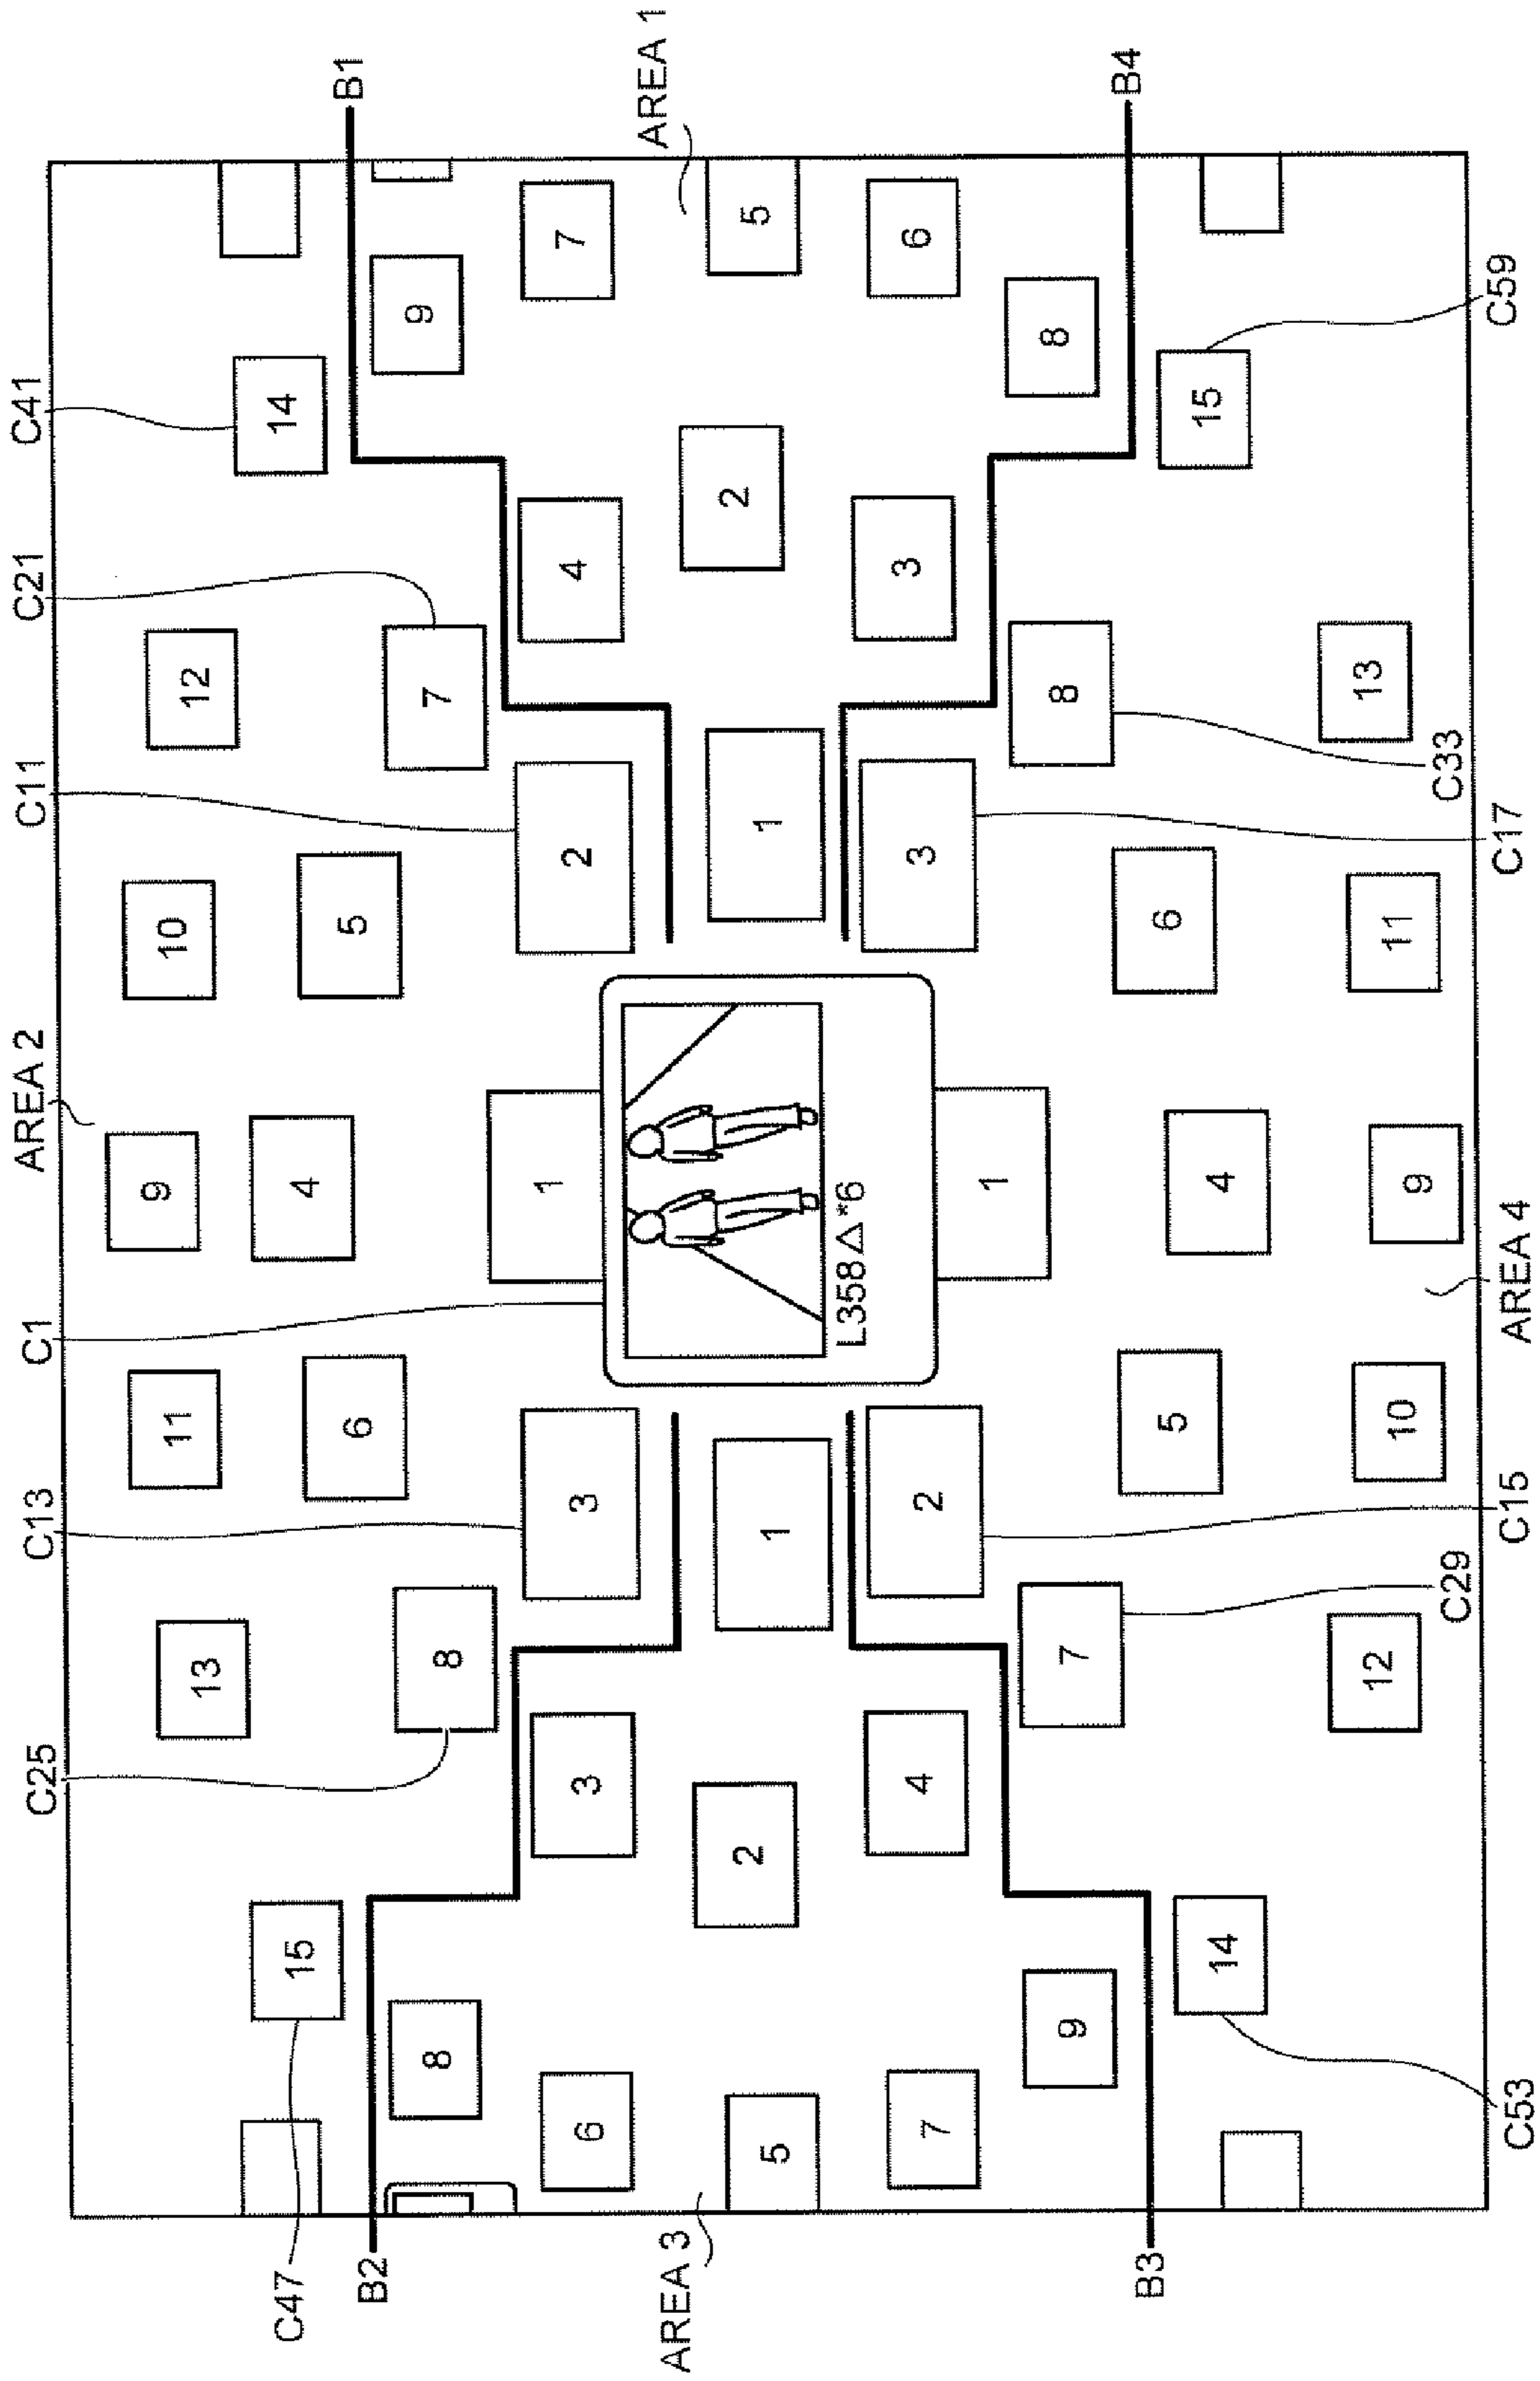 C25 C13 C1 AREA 2 C11 C21 C41
13 11 9 10 12
C47 15 6 4 5 14
B2 B1
8 8 7 9
6 3 3 1 2 4 7
AREA 3 AREA 1
5 2 1 1 2 5
L358△*6
7 4 2 1 3 3 6
9 7 8 8
B3 B4
14 5 4 6 15
12 10 9 11 13
C53 C29 C15 AREA 4 C17 C33 C59